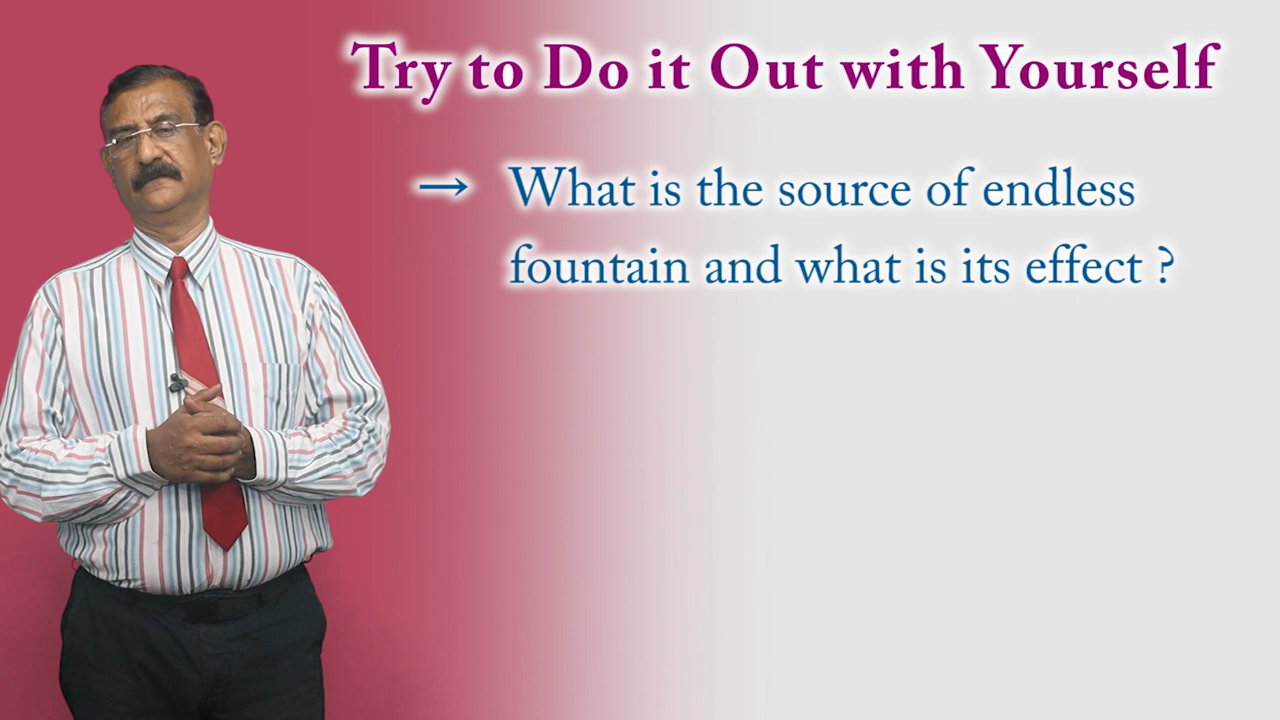 Try to Do it Out with Yourself
→ What is the source of endless
fountain and what is its effect ?